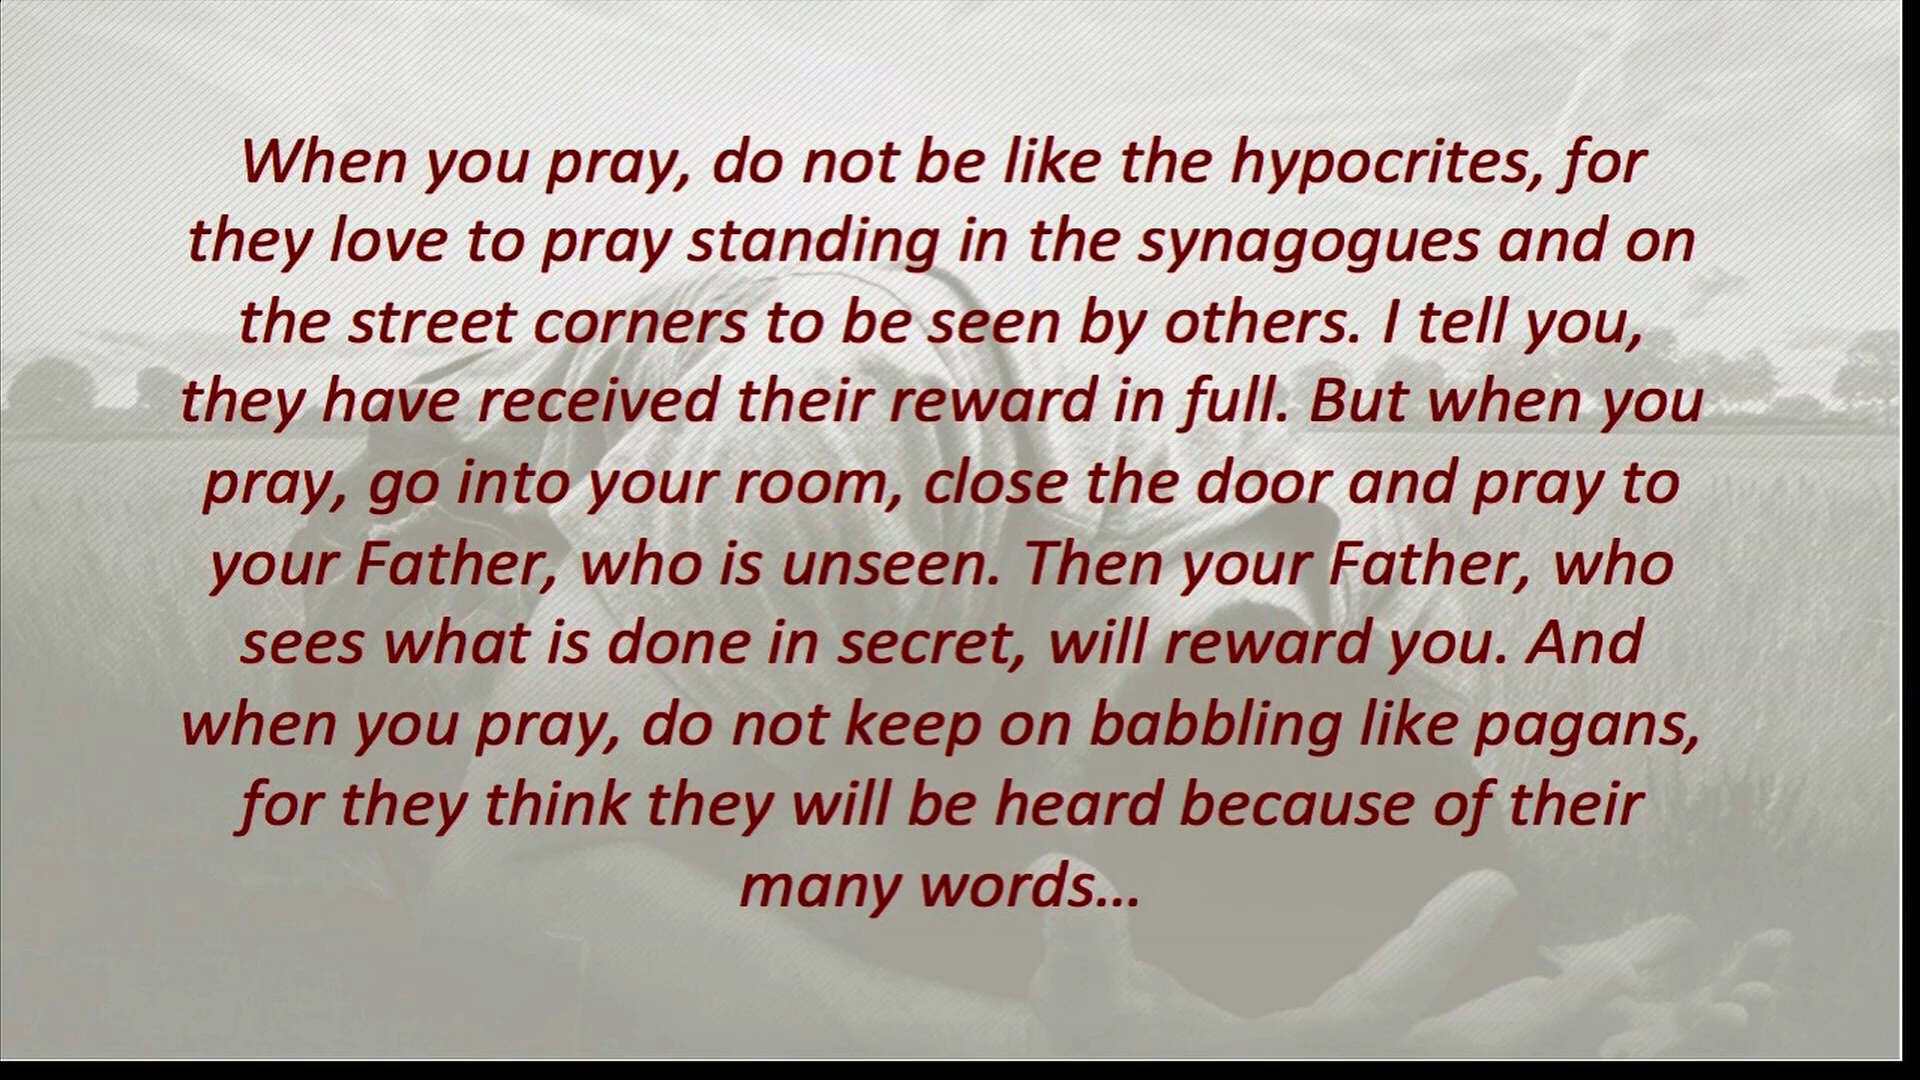 When you pray, do not be like the hypocrites, for
they love to pray standing in the synagogues and on
the street corners to be seen by others. I tell you,
they have received their reward in full. But when you
pray, go into your room, close the door and pray to
your Father, who is unseen. Then your Father, who
sees what is done in secret, will reward you. And
when you pray, do not keep on babbling like pagans,
for they think they will be heard because of their
many words...